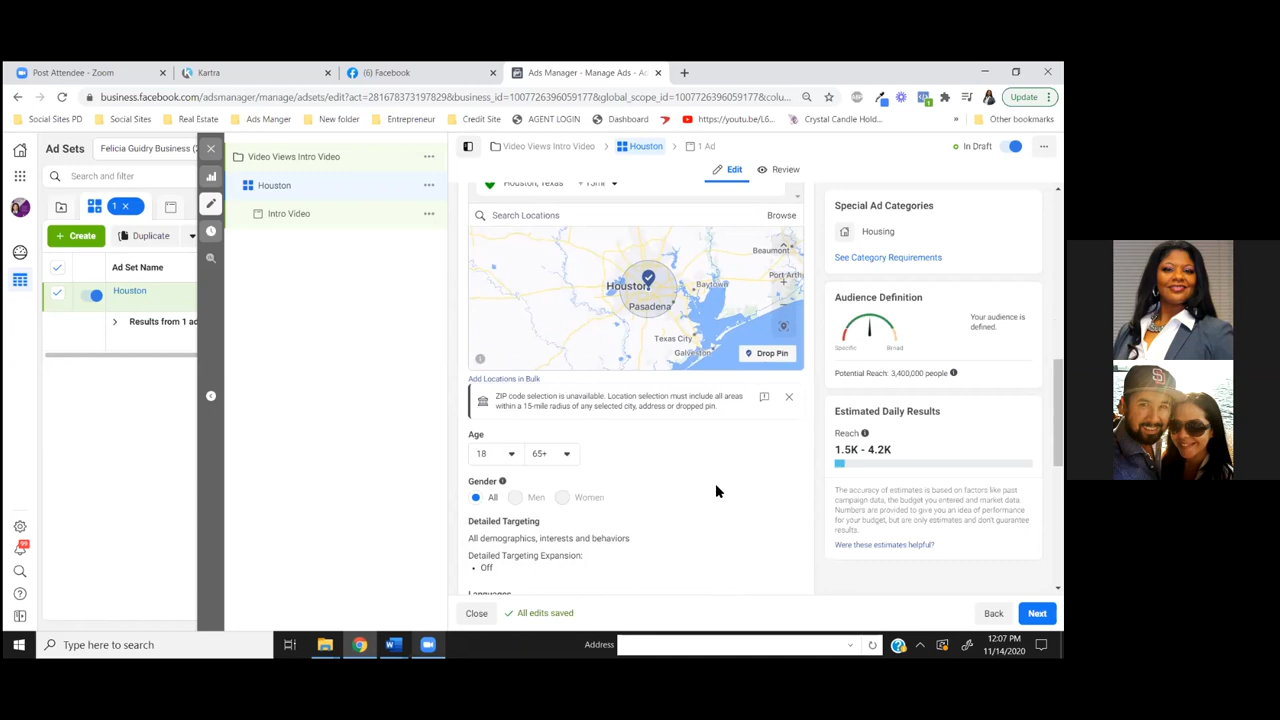 Post Attendee - Zoom
Kartra
(6) Facebook
Ads Manager - Manage Ads - Ad
business.facebook.com/adsmanager/manage/adsets/edit?act=281678373197829&business_id=1007726396059177&global_scope_id=1007726396059177&colu...
Update
Social Sites PD
Social Sites
Real Estate
Ads Manger
New folder
Entrepreneur
Credit Site
AGENT LOGIN
Dashboard
https://youtu.be/L6...
Crystal Candle Hold...
»
Other bookmarks
Ad Sets
Felicia Guidry Business (2
Search and filter
1
+ Create
Duplicate
Ad Set Name
Houston
Results from 1 ad
99
Video Views Intro Video
Houston
Intro Video
Video Views Intro Video > Houston > 1 Ad
In Draft
Edit
Review
Houston, Texas + 15mi
Search Locations
Browse
Beaumont
Port Arth
Houston
Baytown
Pasadena
Texas City
Galveston
Drop Pin
Add Locations in Bulk
ZIP code selection is unavailable. Location selection must include all areas
within a 15-mile radius of any selected city, address or dropped pin.
Age
18
65+
Gender
All
Men
Women
Detailed Targeting
All demographics, interests and behaviors
Detailed Targeting Expansion:
• Off
Languages
Close
All edits saved
Back
Next
Special Ad Categories
Housing
See Category Requirements
Audience Definition
Your audience is
defined.
Specific
Broad
Potential Reach: 3,400,000 people
Estimated Daily Results
Reach
1.5K - 4.2K
The accuracy of estimates is based on factors like past
campaign data, the budget you entered and market data.
Numbers are provided to give you an idea of performance
for your budget, but are only estimates and don't guarantee
results.
Were these estimates helpful?
Type here to search
Address
12:07 PM
11/14/2020